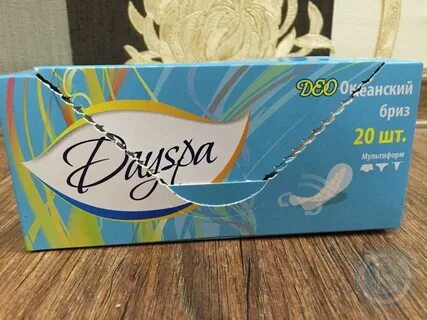 ДЕО Океанский
бриз
20 шт.
Мультиформ
Dayspa